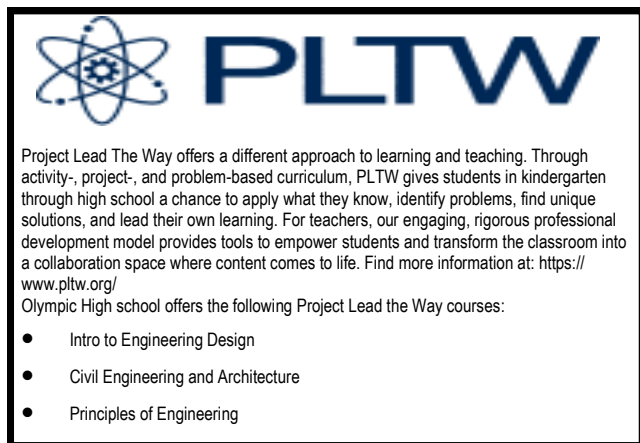 PLTW
Project Lead The Way offers a different approach to learning and teaching. Through
activity-, project-, and problem-based curriculum, PLTW gives students in kindergarten
through high school a chance to apply what they know, identify problems, find unique
solutions, and lead their own learning. For teachers, our engaging, rigorous professional
development model provides tools to empower students and transform the classroom into
a collaboration space where content comes to life. Find more information at: https://
www.pltw.org/
Olympic High school offers the following Project Lead the Way courses:
● Intro to Engineering Design
● Civil Engineering and Architecture
● Principles of Engineering